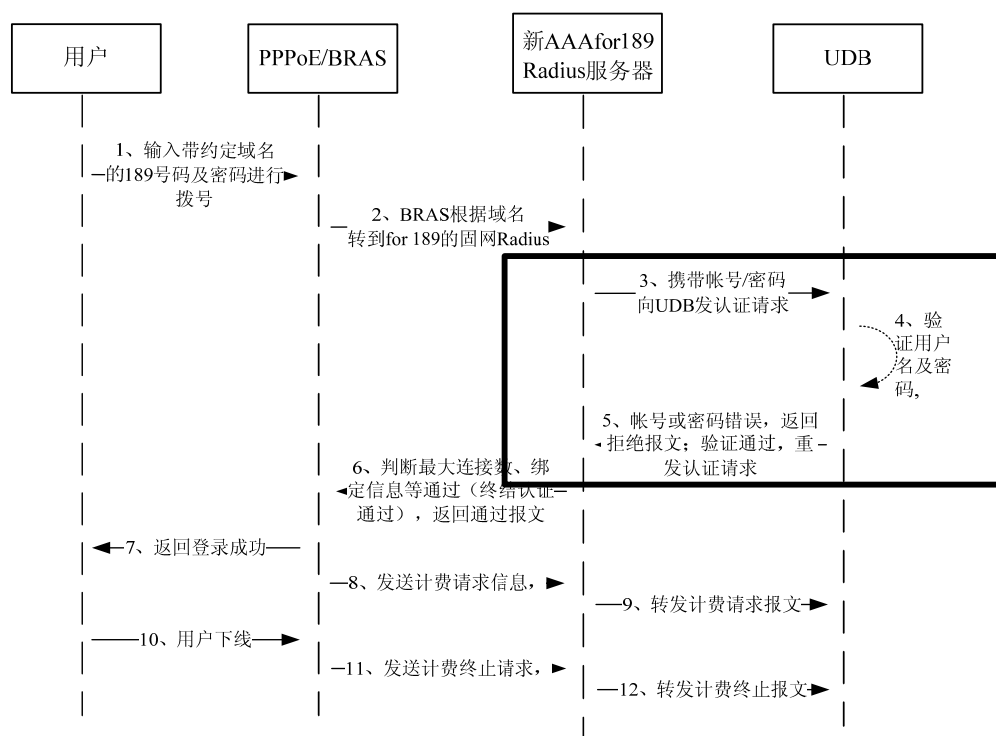 用户
PPPoE/BRAS
新AAAfor189
Radius服务器
UDB
1、输入带约定域名
的189号码及密码进行
拨号
2、BRAS根据域名
转到for 189的固网Radius
3、携带帐号/密码
向UDB发认证请求
4、验
证用户
名及密
码,
5、帐号或密码错误，返回
拒绝报文；验证通过，重
发认证请求
6、判断最大连接数、绑
定信息等通过（终结认证
通过），返回通过报文
7、返回登录成功
8、发送计费请求信息，
9、转发计费请求报文
10、用户下线
11、发送计费终止请求，
12、转发计费终止报文